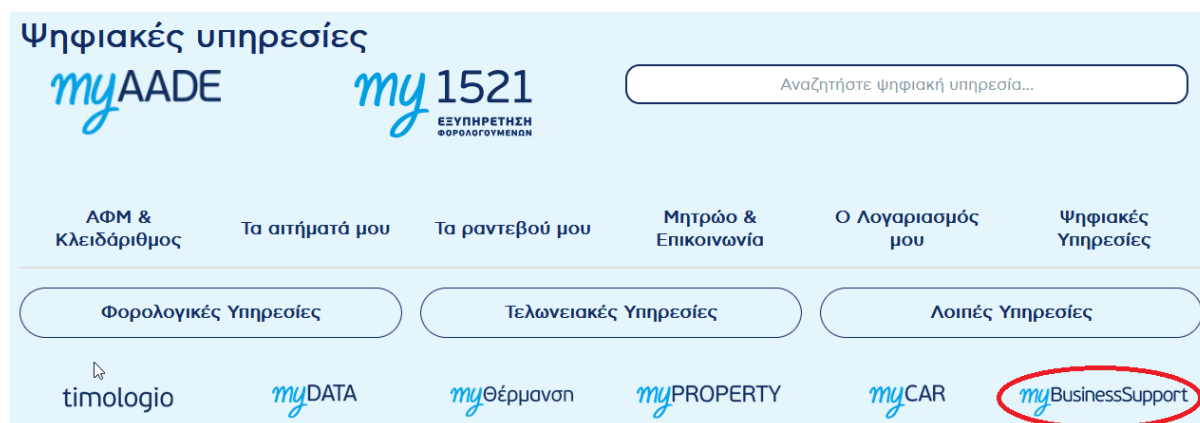 Ψηφιακές υπηρεσίες
myAADE
my1521
ΕΞΥΠΗΡΕΤΗΣΗ
ΦΟΡΟΛΟΓΟΥΜΕΝΩΝ
Αναζητήστε ψηφιακή υπηρεσία...
ΑΦΜ &
Κλειδάριθμος
Τα αιτήματά μου
Τα ραντεβού μου
Μητρώο &
Επικοινωνία
Ο Λογαριασμός
μου
Ψηφιακές
Υπηρεσίες
Φορολογικές Υπηρεσίες
Τελωνειακές Υπηρεσίες
Λοιπές Υπηρεσίες
timologio
myDATA
myΘέρμανση
myPROPERTY
myCAR
myBusinessSupport